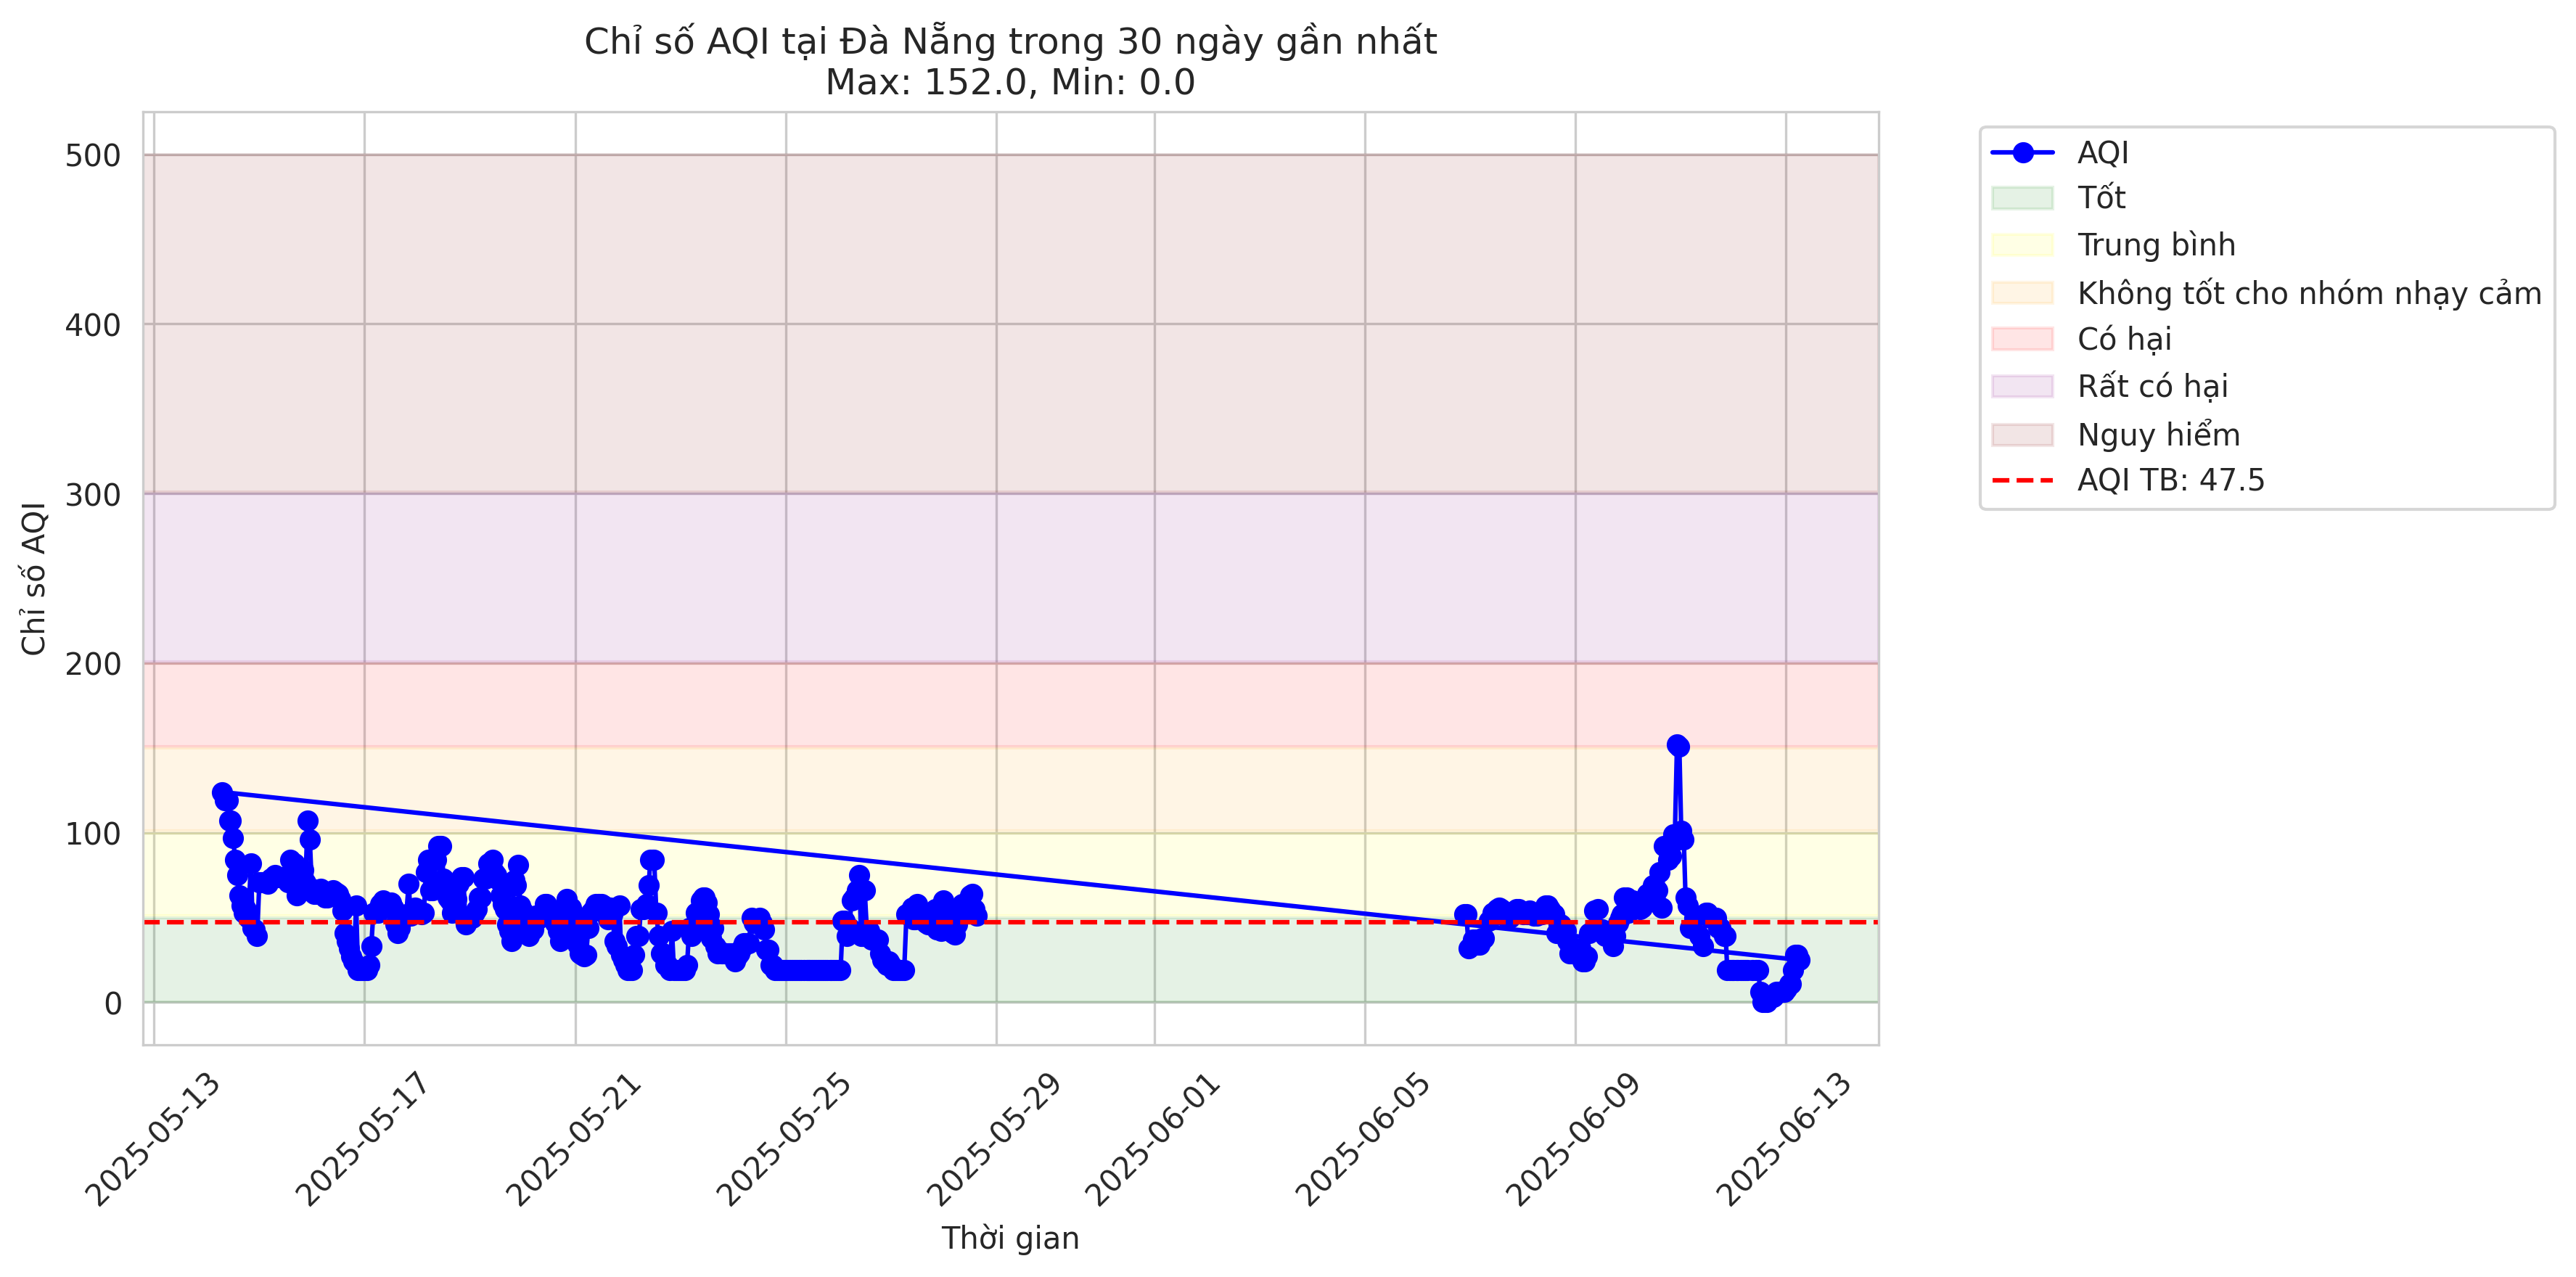 Chỉ số AQI tại Đà Nẵng trong 30 ngày gần nhất
Max: 152.0, Min: 0.0
500
400
300
200
100
0
Chỉ số AQI
2025-05-13
2025-05-17
2025-05-21
2025-05-25
2025-05-29
2025-06-01
2025-06-05
2025-06-09
2025-06-13
Thời gian
AQI
Tốt
Trung bình
Không tốt cho nhóm nhạy cảm
Có hại
Rất có hại
Nguy hiểm
AQI TB: 47.5